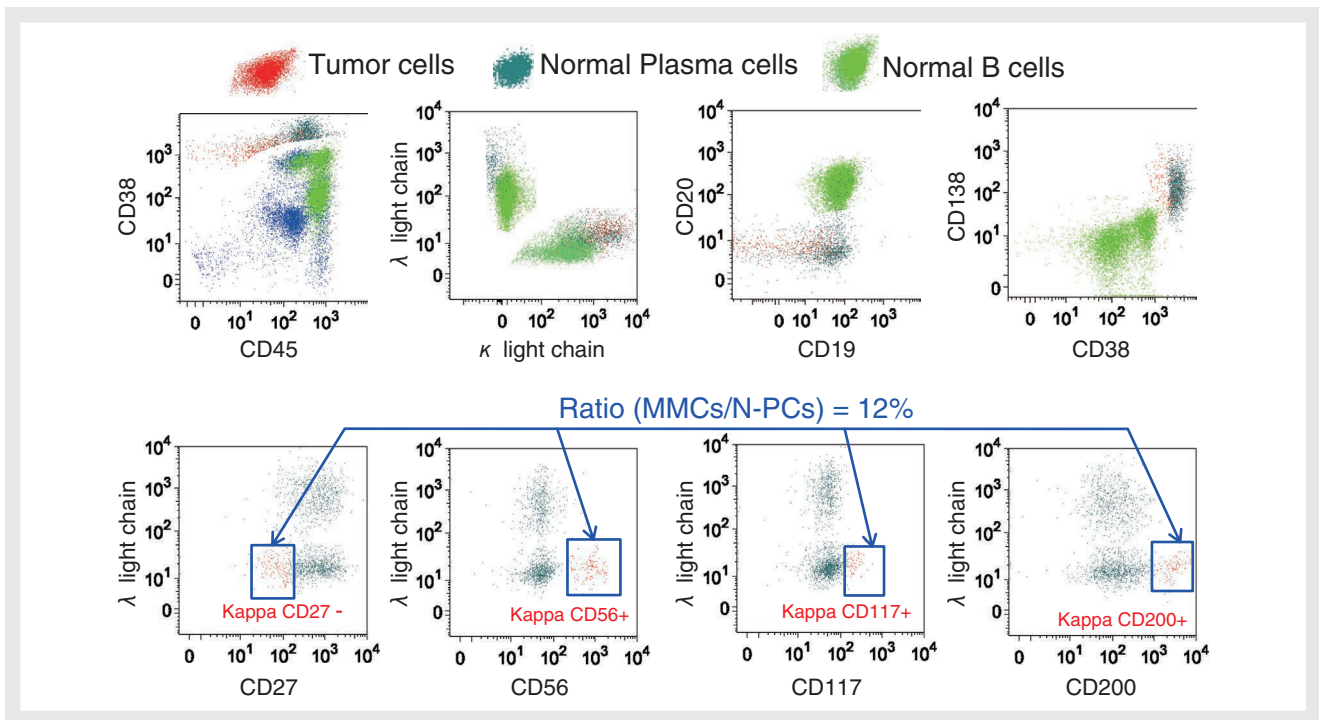 Tumor cells Normal Plasma cells Normal B cells
CD38
10³
10²
10¹
0
0 10¹ 10² 10³
CD45
λ light chain
10⁴
10³
10²
10¹
0
0 10² 10³ 10⁴
κ light chain
CD20
10⁴
10³
10²
10¹
0
0 10¹ 10² 10³
CD19
CD138
10⁴
10³
10²
10¹
0
0 10¹ 10² 10³
CD38
Ratio (MMCs/N-PCs) = 12%
λ light chain
10⁴
10³
10²
10¹
0
Kappa CD27 -
0 10¹ 10² 10³ 10⁴
CD27
λ light chain
10⁴
10³
10²
10¹
0
Kappa CD56+
0 10¹ 10² 10³ 10⁴
CD56
λ light chain
10⁴
10³
10²
10¹
0
Kappa CD117+
0 10¹ 10² 10³ 10⁴
CD117
λ light chain
10⁴
10³
10²
10¹
0
Kappa CD200+
0 10¹ 10² 10³ 10⁴
CD200